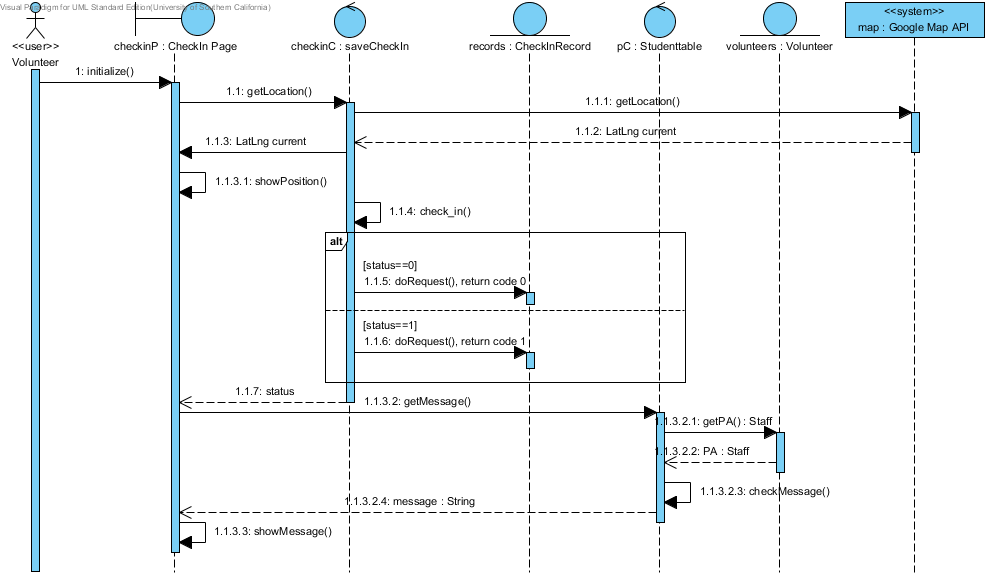 Visual Paradigm for UML Standard Edition(University of Southern California)
<<user>>
Volunteer
checkinP : CheckIn Page
checkinC : saveCheckIn
records : CheckInRecord
pC : Studenttable
volunteers : Volunteer
<<system>>
map : Google Map API
1: initialize()
1.1: getLocation()
1.1.1: getLocation()
1.1.2: LatLng current
1.1.3: LatLng current
1.1.3.1: showPosition()
1.1.4: check_in()
alt
[status==0]
1.1.5: doRequest(), return code 0
[status==1]
1.1.6: doRequest(), return code 1
1.1.7: status
1.1.3.2: getMessage()
1.1.3.2.1: getPA() : Staff
1.1.3.2.2: PA : Staff
1.1.3.2.3: checkMessage()
1.1.3.2.4: message : String
1.1.3.3: showMessage()